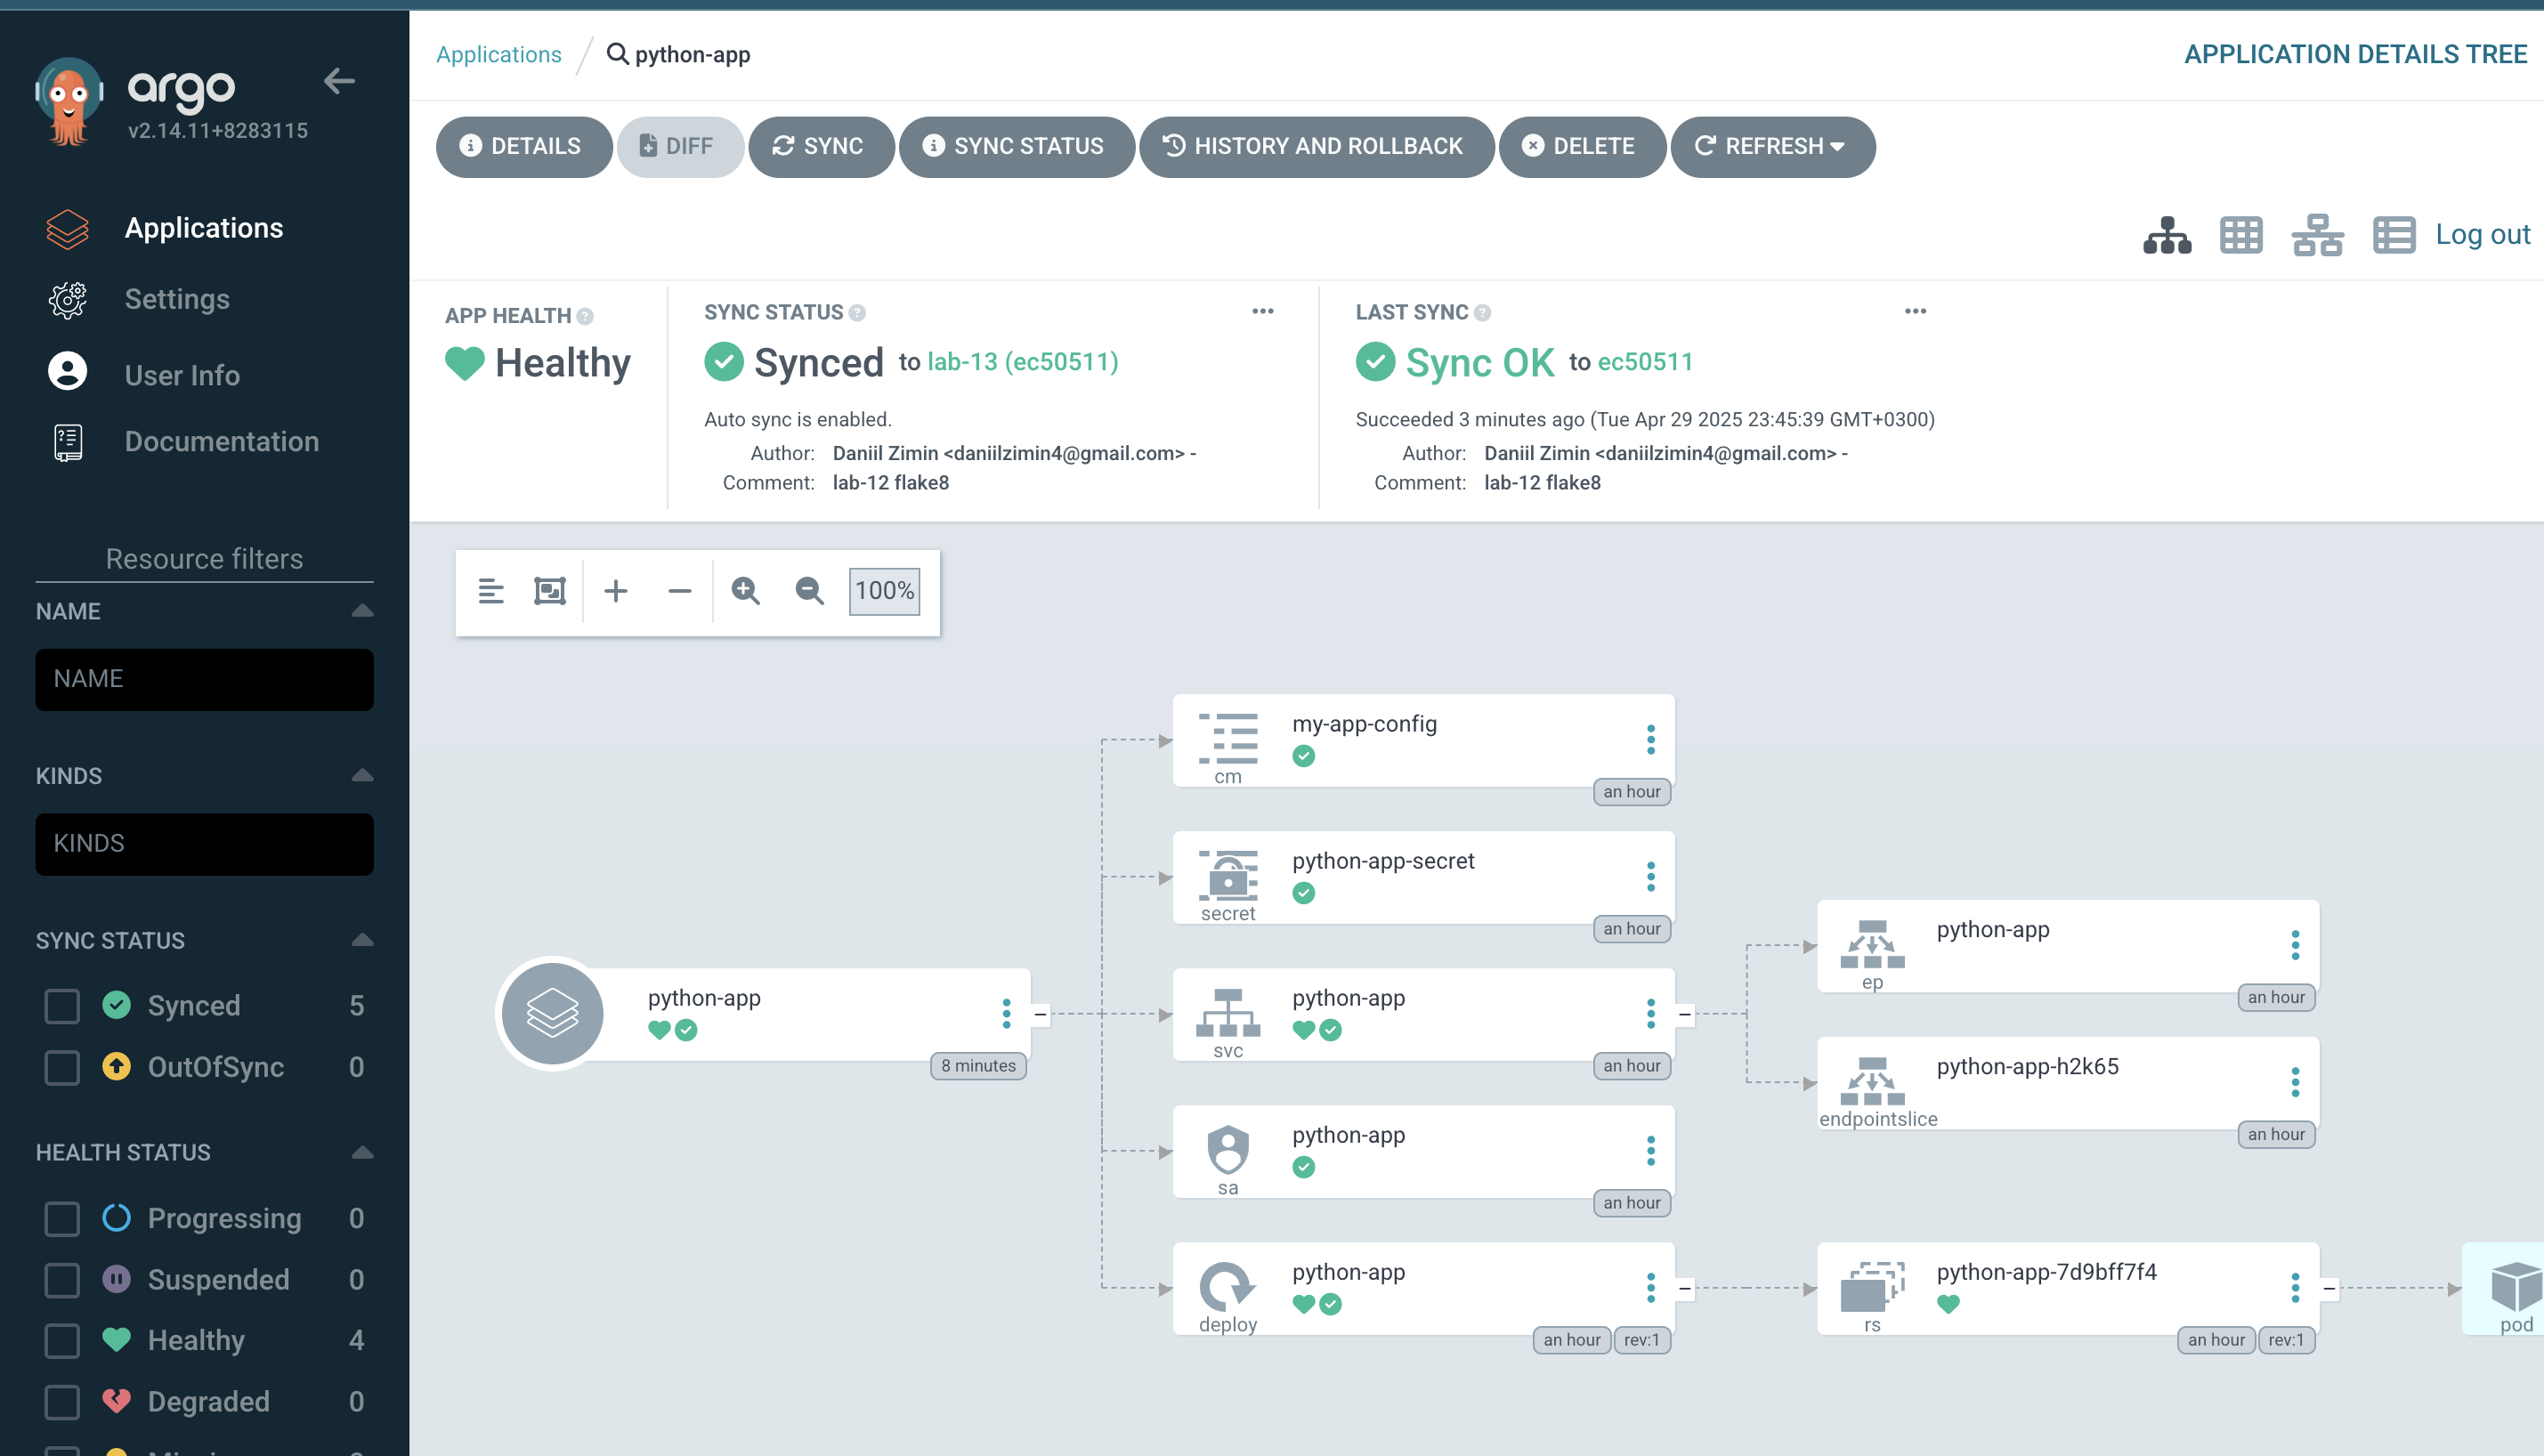 argo
v2.14.11+8283115
Applications
Settings
User Info
Documentation
Resource filters
NAME
NAME
KINDS
KINDS
SYNC STATUS
Synced 5
OutOfSync 0
HEALTH STATUS
Progressing 0
Suspended 0
Healthy 4
Degraded 0
Applications / python-app
APPLICATION DETAILS TREE
DETAILS DIFF SYNC SYNC STATUS HISTORY AND ROLLBACK DELETE REFRESH
Log out
APP HEALTH ?
Healthy
SYNC STATUS ?
Synced to lab-13 (ec50511)
Auto sync is enabled.
Author: Daniil Zimin <daniilzimin4@gmail.com> -
Comment: lab-12 flake8
LAST SYNC ?
Sync OK to ec50511
Succeeded 3 minutes ago (Tue Apr 29 2025 23:45:39 GMT+0300)
Author: Daniil Zimin <daniilzimin4@gmail.com> -
Comment: lab-12 flake8
100%
python-app
8 minutes
my-app-config
cm
an hour
python-app-secret
secret
an hour
python-app
svc
an hour
python-app
sa
an hour
python-app
deploy
an hour rev:1
python-app
ep
an hour
python-app-h2k65
endpointslice
an hour
python-app-7d9bff7f4
rs
an hour rev:1
pod